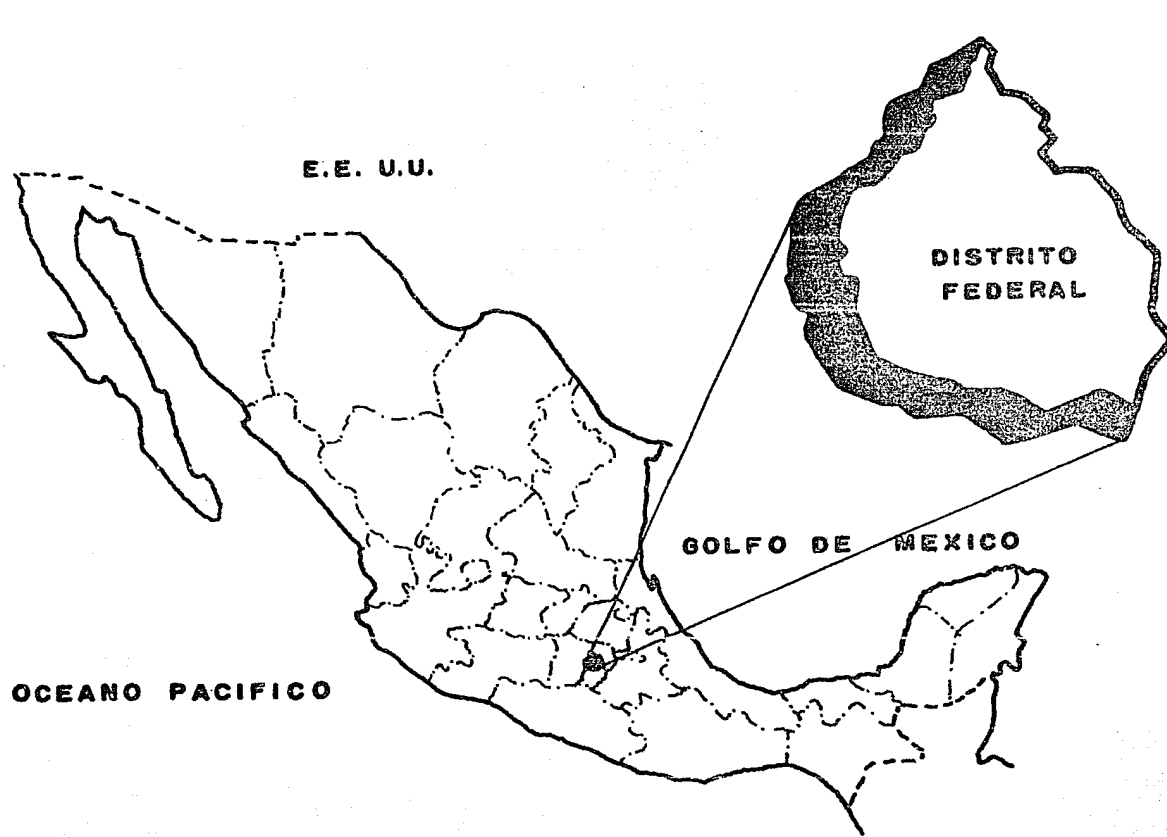 E.E. U.U.
DISTRITO
FEDERAL
GOLFO DE MEXICO
OCEANO PACIFICO